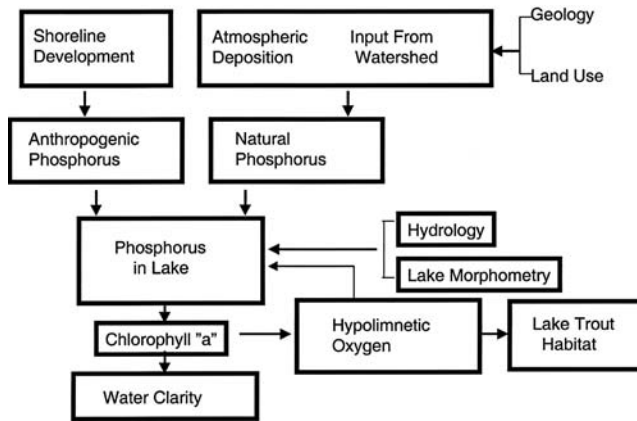 Shoreline
Development
Atmospheric
Deposition
Input From
Watershed
Geology
Land Use
Anthropogenic
Phosphorus
Natural
Phosphorus
Phosphorus
in Lake
Hydrology
Lake Morphometry
Chlorophyll "a"
Hypolimnetic
Oxygen
Lake Trout
Habitat
Water Clarity